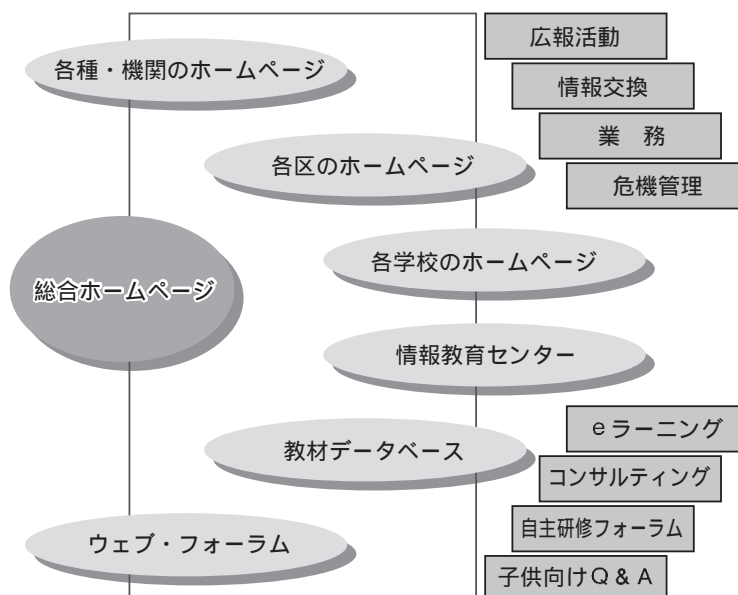 広報活動
各種・機関のホームページ
情報交換
業　務
各区のホームページ
危機管理
各学校のホームページ
総合ホームページ
情報教育センター
eラーニング
教材データベース
コンサルティング
自主研修フォーラム
ウェブ・フォーラム
子供向けQ & A